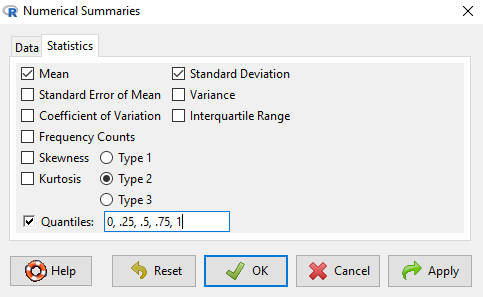 Numerical Summaries
Data Statistics
Mean Standard Deviation
Standard Error of Mean Variance
Coefficient of Variation Interquartile Range
Frequency Counts
Skewness Type 1
Kurtosis Type 2
Type 3
Quantiles: 0, .25, .5, .75, 1
Help Reset OK Cancel Apply